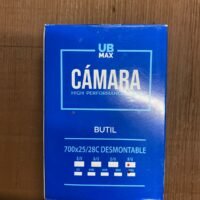 UB
MAX
CÁMARA
HIGH PERFORMANCE
BUTIL
700x25/28C DESMONTABLE